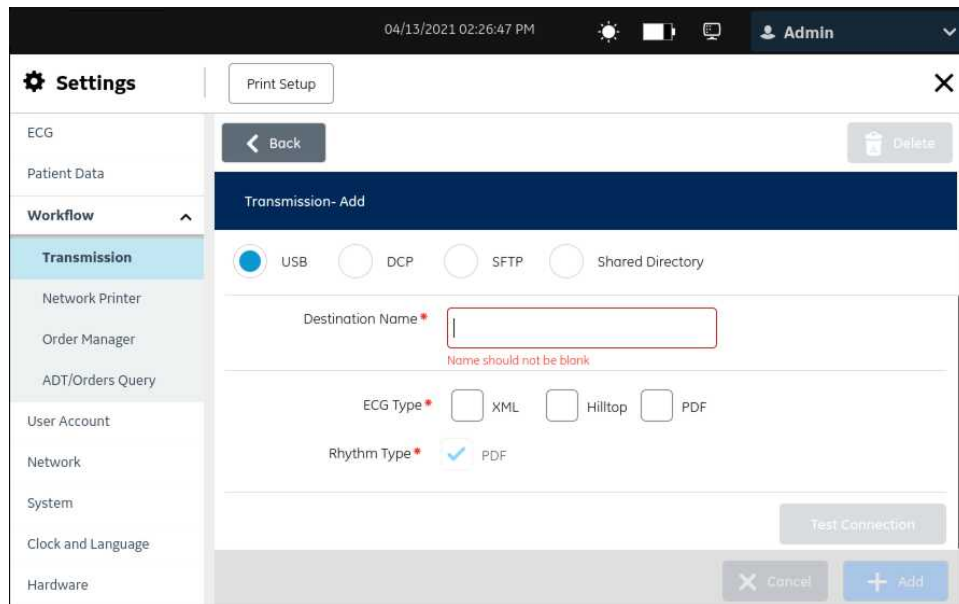 04/13/2021 02:26:47 PM
Admin
Settings
Print Setup
ECG
Back
Delete
Patient Data
Workflow
Transmission- Add
Transmission
USB
DCP
SFTP
Shared Directory
Network Printer
Destination Name*
Order Manager
Name should not be blank
ADT/Orders Query
ECG Type*
XML
Hilltop
PDF
User Account
Rhythm Type*
PDF
Network
System
Test Connection
Clock and Language
Hardware
Cancel
Add